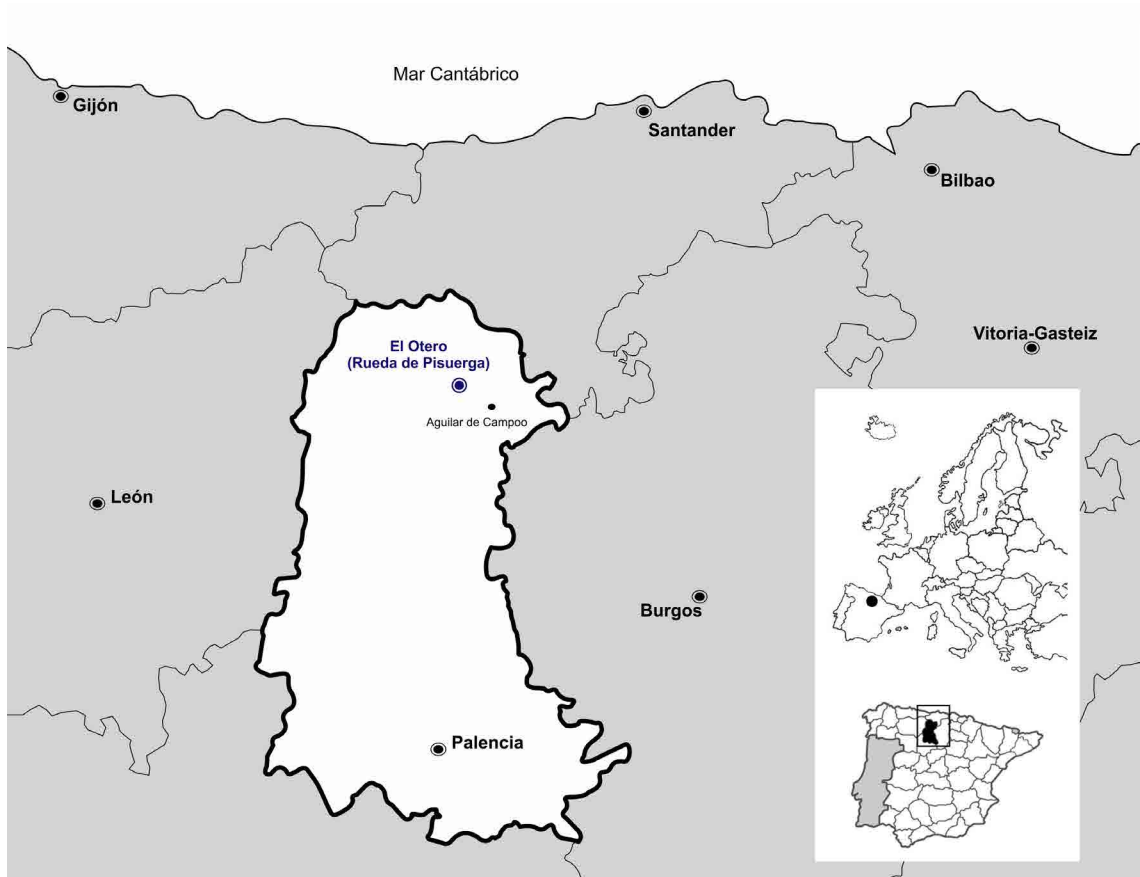 Mar Cantábrico
Gijón
Santander
Bilbao
El Otero
(Rueda de Pisuerga)
Vitoria-Gasteiz
Aguilar de Campoo
León
Burgos
Palencia